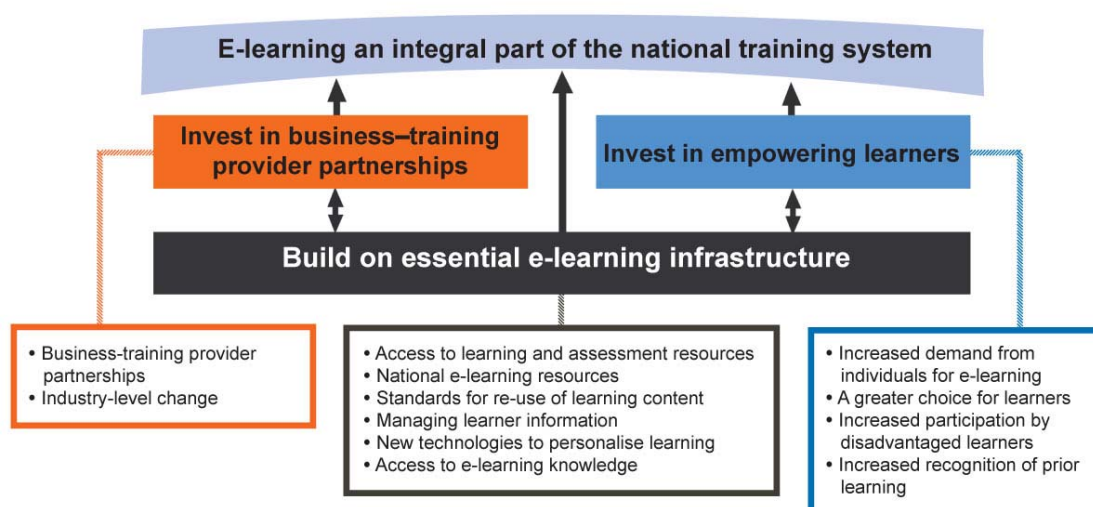 E-learning an integral part of the national training system
Invest in business–training
provider partnerships
Invest in empowering learners
Build on essential e-learning infrastructure
• Business-training provider
partnerships
• Industry-level change
• Access to learning and assessment resources
• National e-learning resources
• Standards for re-use of learning content
• Managing learner information
• New technologies to personalise learning
• Access to e-learning knowledge
• Increased demand from
individuals for e-learning
• A greater choice for learners
• Increased participation by
disadvantaged learners
• Increased recognition of prior
learning